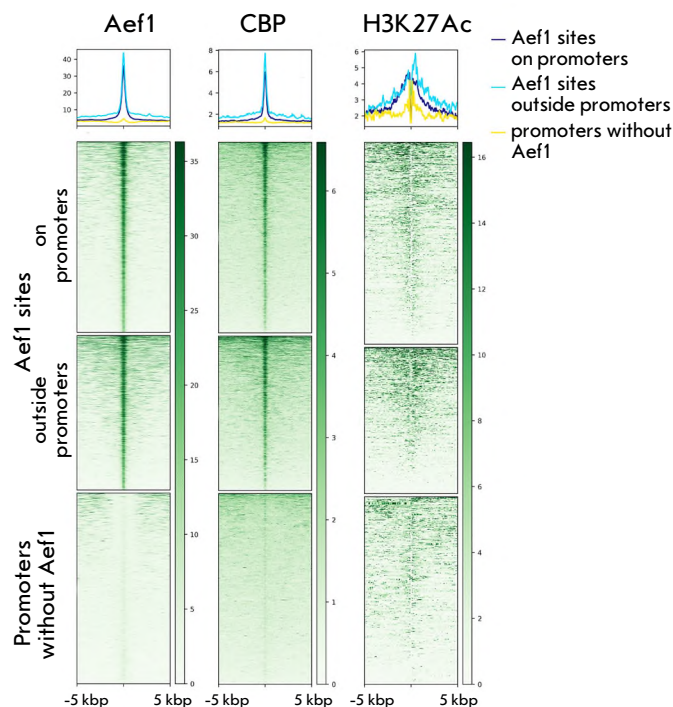 Aef1
CBP
H3K27Ac
Aef1 sites
on promoters
Aef1 sites
outside promoters
promoters without
Aef1
40
30
20
10
8
6
4
2
6
5
4
3
2
Aef1 sites
on
promoters
outside
promoters
Promoters
without Aef1
35
30
25
20
15
10
5
0
6
5
4
3
2
1
0
16
14
12
10
8
6
4
2
0
-5 kbp
5 kbp
-5 kbp
5 kbp
-5 kbp
5 kbp